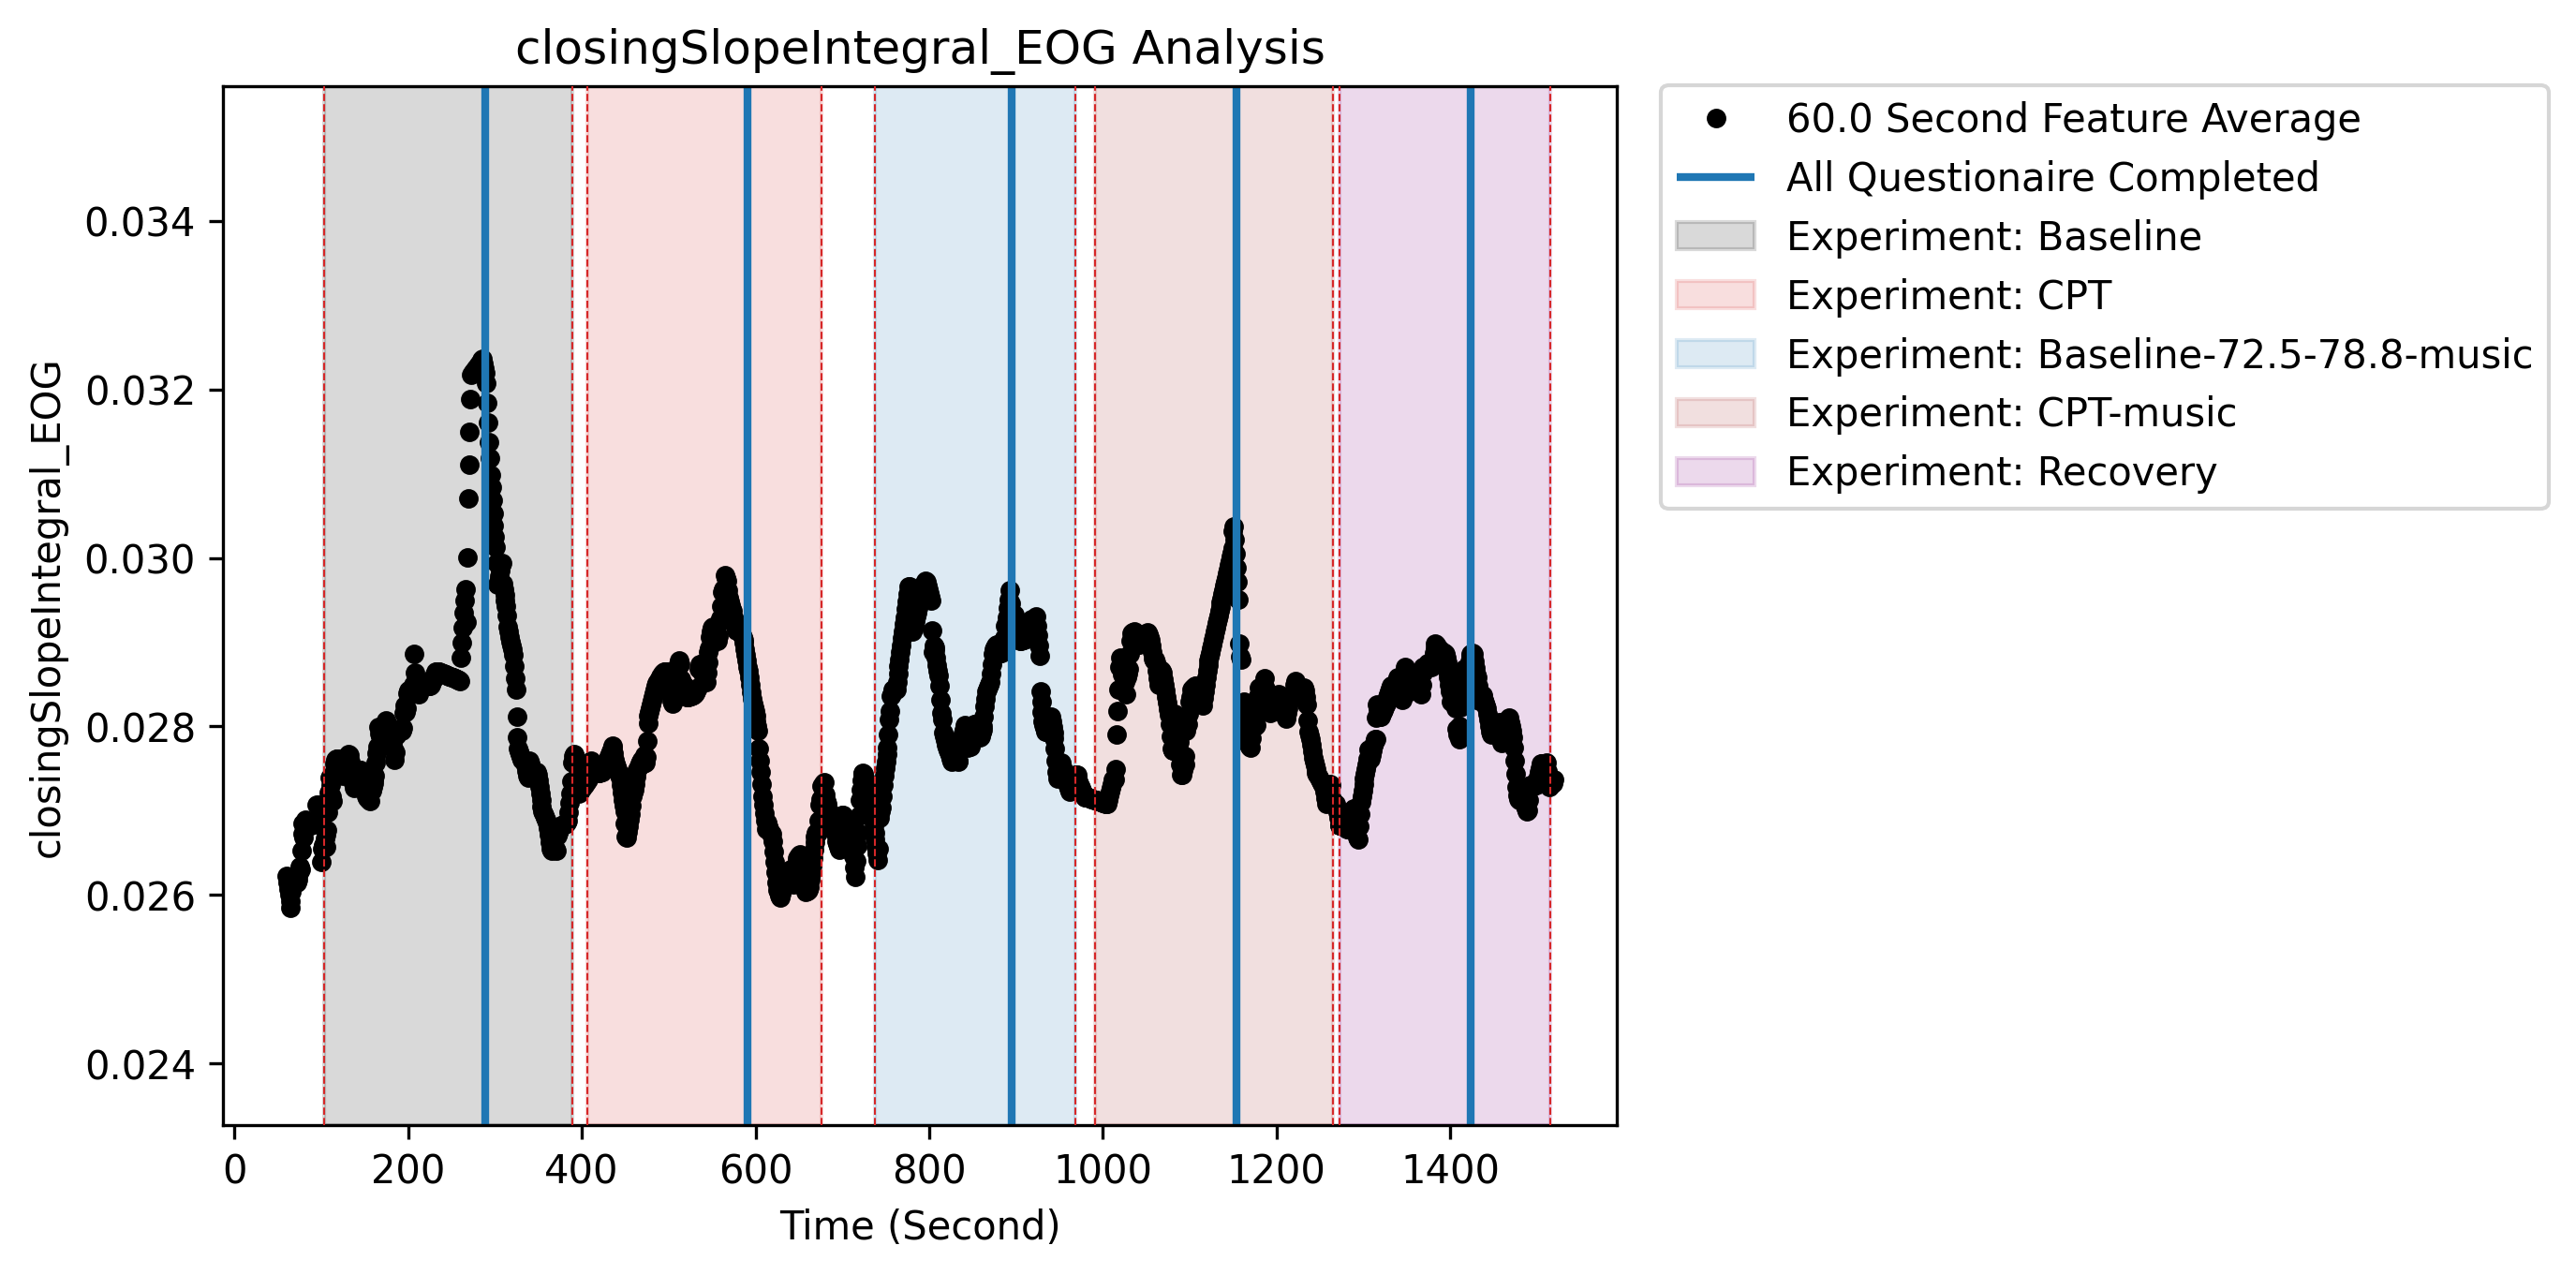 closingSlopeIntegral_EOG Analysis
closingSlopeIntegral_EOG
0.034
0.032
0.030
0.028
0.026
0.024
0
200
400
600
800
1000
1200
1400
Time (Second)
60.0 Second Feature Average
All Questionaire Completed
Experiment: Baseline
Experiment: CPT
Experiment: Baseline-72.5-78.8-music
Experiment: CPT-music
Experiment: Recovery